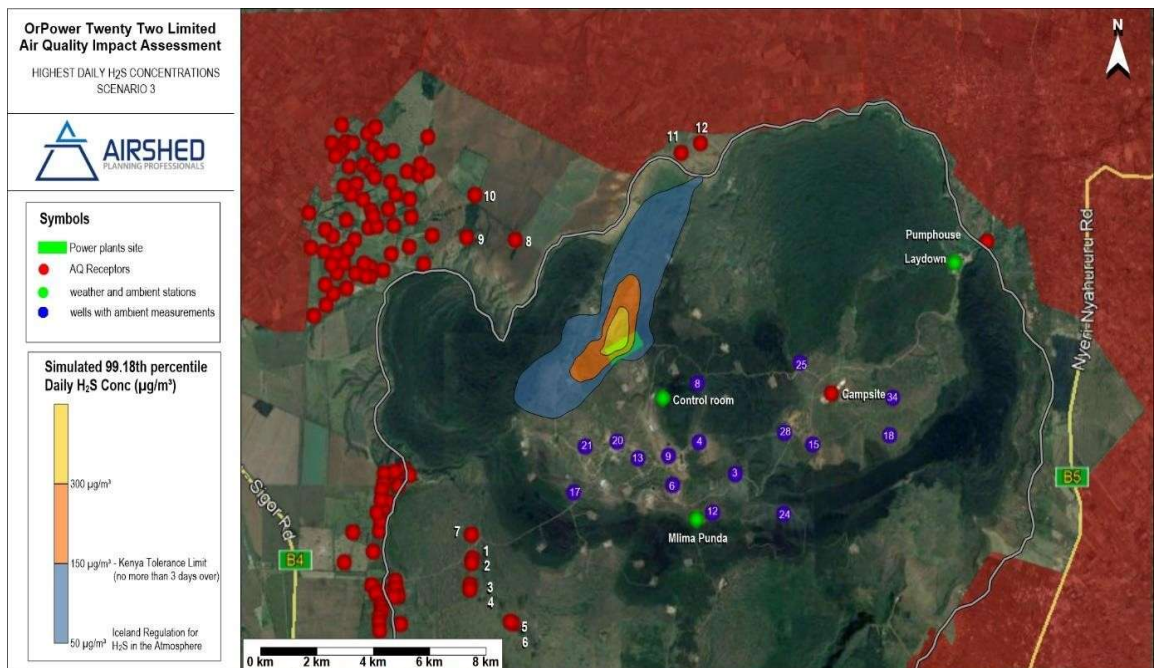 OrPower Twenty Two Limited
Air Quality Impact Assessment
HIGHEST DAILY H2S CONCENTRATIONS
SCENARIO 3
AIRSHED
PLANNING PROFESSIONALS
Symbols
Power plants site
AQ Receptors
weather and ambient stations
wells with ambient measurements
Simulated 99.18th percentile
Daily H₂S Conc (µg/m³)
300 µg/m³
150 µg/m³ - Kenya Tolerance Limit
(no more than 3 days over)
50 µg/m³
Iceland Regulation for
H₂S in the Atmosphere
N
11
12
10
9
8
Pumphouse
Laydown
Nyeri-Nyahururu Rd
B5
25
8
Campsite
34
Control room
28
15
18
21
20
4
13
9
3
6
17
12
24
Mlima Punda
Sigor Rd
B4
7
1
2
3
4
5
6
0 km
2 km
4 km
6 km
8 km